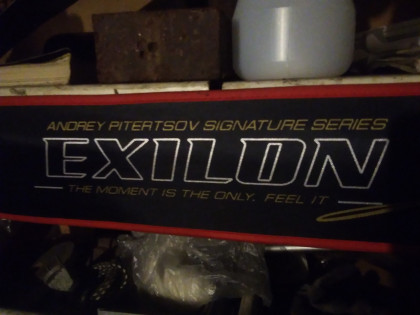 ANDREY PITERTSOV SIGNATURE SERIES
EXILON
THE MOMENT IS THE ONLY. FEEL IT